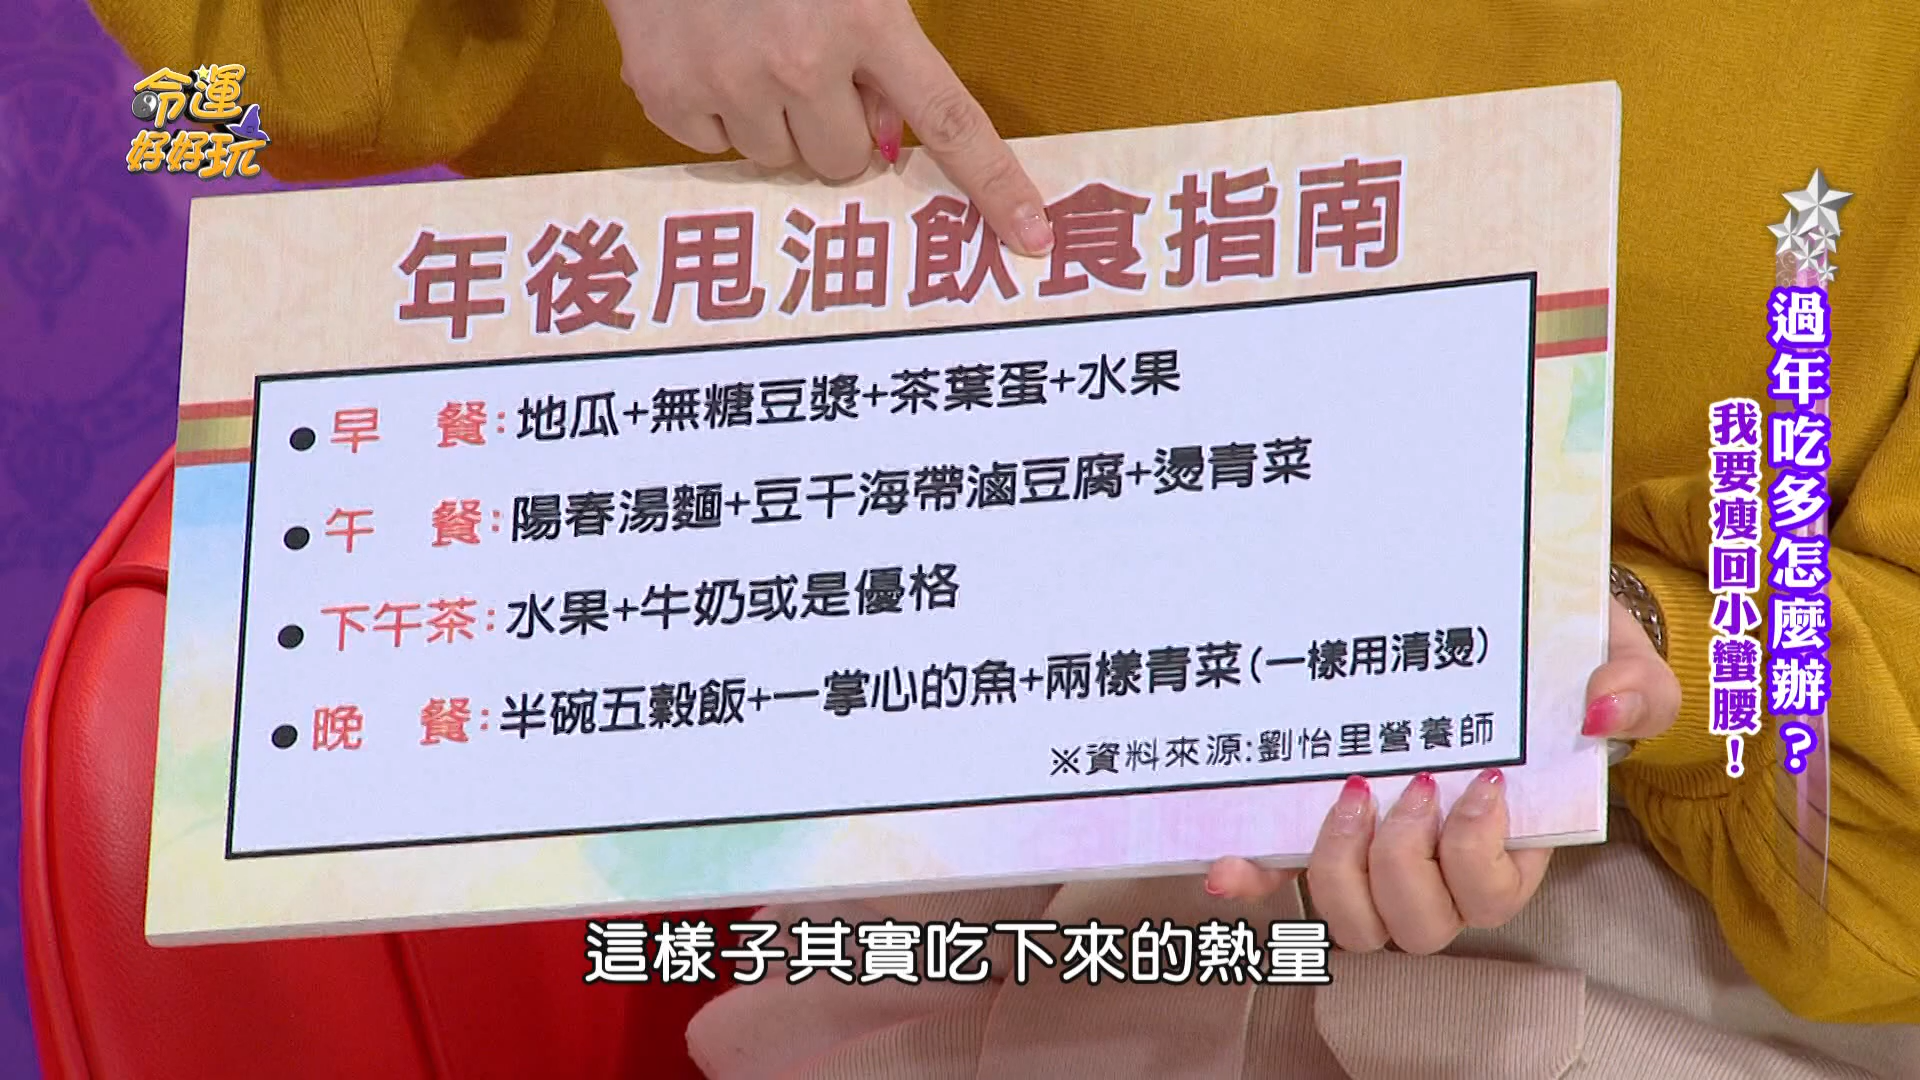 命運
好好玩
年後甩油飲食指南
● 早 餐:地瓜+無糖豆漿+茶葉蛋+水果
● 午 餐:陽春湯麵+豆干海帶滷豆腐+燙青菜
● 下午茶:水果+牛奶或是優格
● 晚 餐:半碗五穀飯+一掌心的魚+兩樣青菜(一樣用清燙)
※資料來源:劉怡里營養師
過年吃多怎麼辦?
我要瘦回小蠻腰!
這樣子其實吃下來的熱量